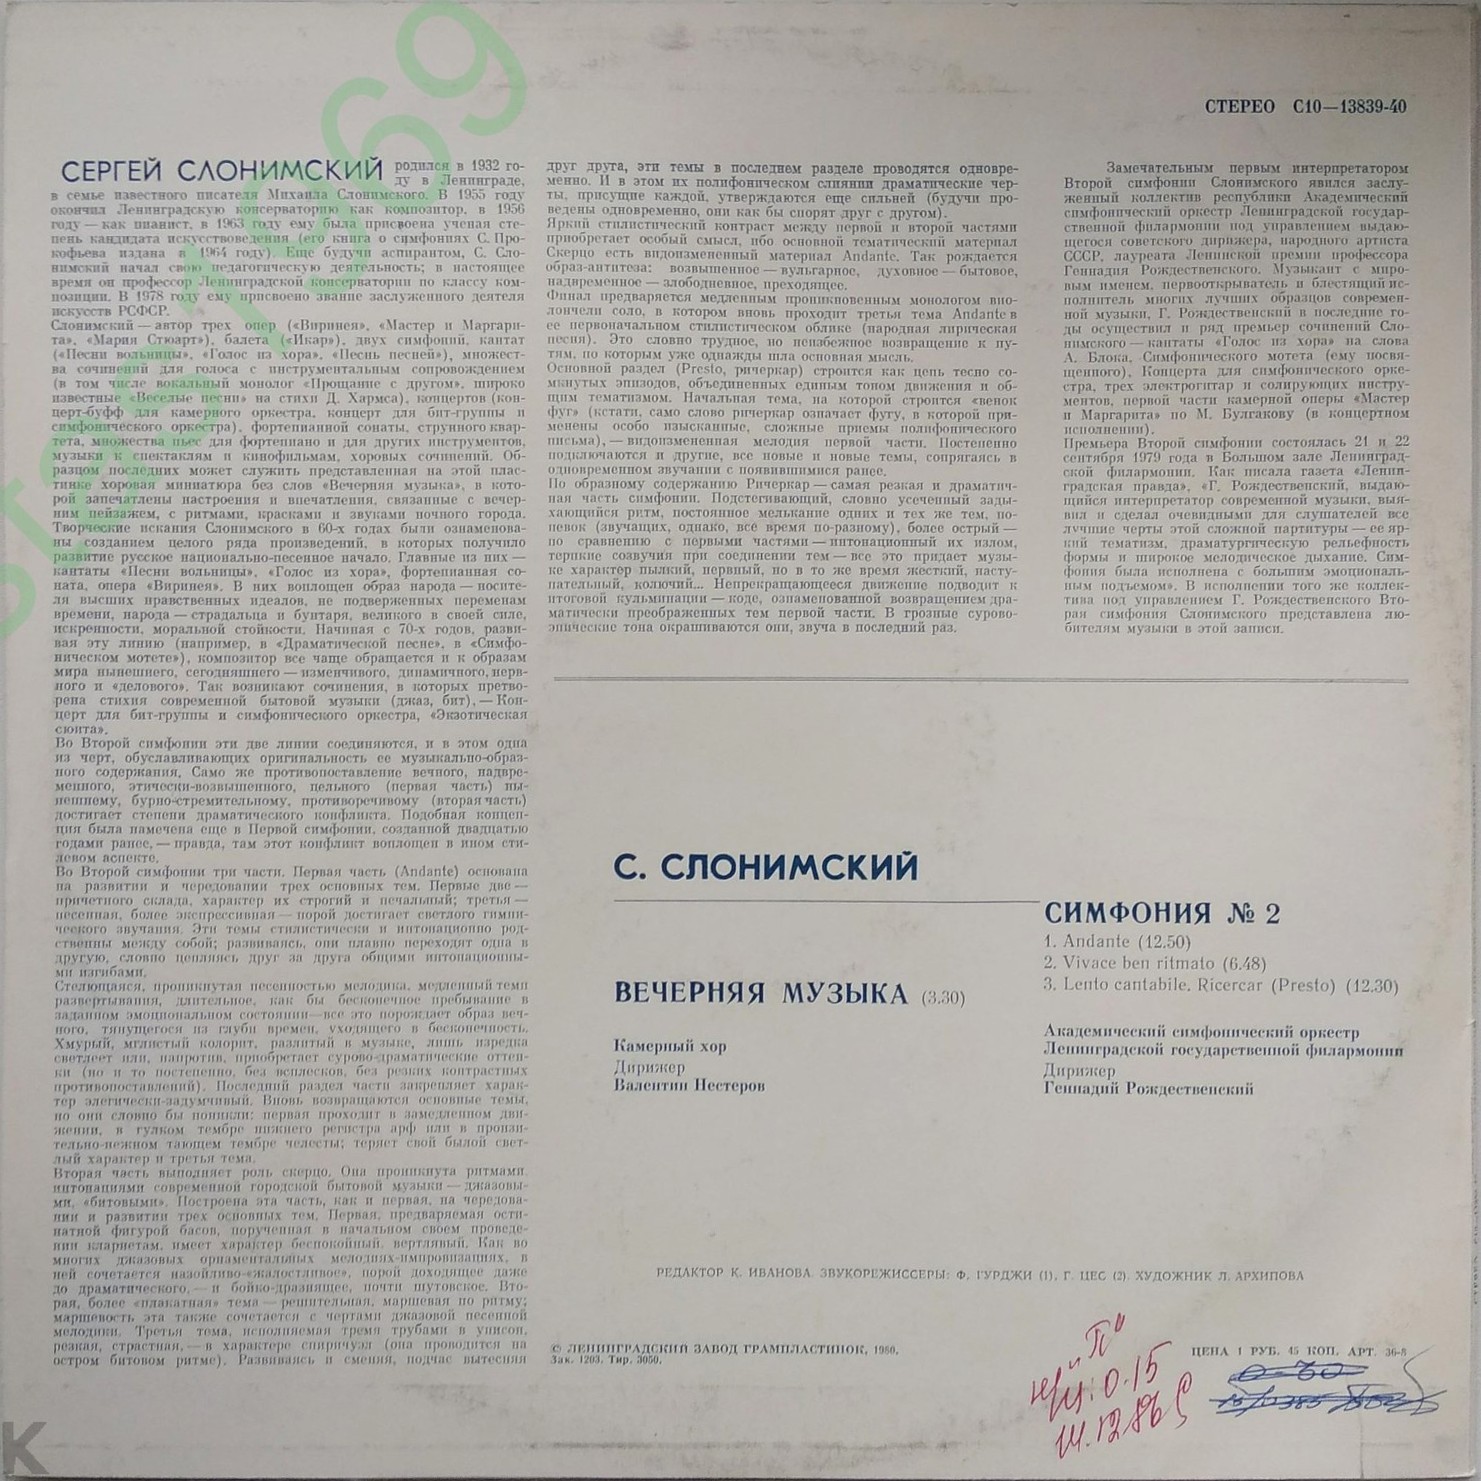 СТЕРЕО С10—13839-40
СЕРГЕЙ СЛОНИМСКИЙ родился в 1932 го-
ду в Ленинграде,
в семье известного писателя Михаила Слонимского. В 1955 году
окончил Ленинградскую консерваторию как композитор, в 1956
году — как пианист, в 1963 году ему была присвоена ученая сте-
пень кандидата искусствоведения (его книга о симфониях С. Про-
кофьева издана в 1964 году). Еще будучи аспирантом, С. Сло-
нимский начал свою педагогическую деятельность; в настоящее
время он профессор Ленинградской консерватории по классу ком-
позиции. В 1978 году ему присвоено звание заслуженного деятеля
искусств РСФСР.
Слонимский — автор трех опер («Виринея», «Мастер и Маргари-
та», «Мария Стюарт»), балета («Икар»), двух симфоний, кантат
(«Песни вольницы», «Голос из хора», «Песнь песней»), множест-
ва сочинений для голоса с инструментальным сопровождением
(в том числе вокальный монолог «Прощание с другом», широко
известные «Веселые песни» на стихи Д. Хармса), концертов (кон-
церт-буфф для камерного оркестра, концерт для бит-группы и
симфонического оркестра), фортепианной сонаты, струнного квар-
тета, множества пьес для фортепиано и для других инструментов,
музыки к спектаклям и кинофильмам, хоровых сочинений. Об-
разцом последних может служить представленная на этой плас-
тинке хоровая миниатюра без слов «Вечерняя музыка», в кото-
рой запечатлены настроения и впечатления, связанные с вечер-
ним пейзажем, с ритмами, красками и звуками ночного города.
Творческие искания Слонимского в 60-х годах были ознаменова-
ны созданием целого ряда произведений, в которых получило
развитие русское национально-песенное начало. Главные из них —
кантаты «Песни вольницы», «Голос из хора», фортепианная со-
ната, опера «Виринея». В них воплощен образ народа — носите-
ля высших нравственных идеалов, не подверженных переменам
времени, народа — страдальца и бунтаря, великого в своей силе,
искренности, моральной стойкости. Начиная с 70-х годов, разви-
вая эту линию (например, в «Драматической песне», в «Симфо-
ническом мотете»), композитор все чаще обращается и к образам
мира нынешнего, сегодняшнего — изменчивого, динамичного, нерв-
ного и «делового». Так возникают сочинения, в которых претво-
рена стихия современной бытовой музыки (джаз, бит), — Кон-
церт для бит-группы и симфонического оркестра, «Экзотическая
сюита».
Во Второй симфонии эти две линии соединяются, и в этом одна
из черт, обуславливающих оригинальность ее музыкально-образ-
ного содержания. Само же противопоставление вечного, надвре-
менного, этически-возвышенного, цельного (первая часть) ны-
нешнему, бурно-стремительному, противоречивому (вторая часть)
достигает степени драматического конфликта. Подобная концеп-
ция была намечена еще в Первой симфонии, созданной двадцатью
годами ранее, — правда, там этот конфликт воплощен в ином сти-
левом аспекте.
Во Второй симфонии три части. Первая часть (Andante) основана
на развитии и чередовании трех основных тем. Первые две —
причетного склада, характер их строгий и печальный; третья —
песенная, более экспрессивная — порой достигает светлого гимни-
ческого звучания. Эти темы стилистически и интонационно род-
ственны между собой; развиваясь, они плавно переходят одна в
другую, словно цепляясь друг за друга общими интонационны-
ми изгибами.
Стелющаяся, проникнутая песенностью мелодика, медленный темп
развертывания, длительное, как бы бесконечное пребывание в
заданном эмоциональном состоянии — все это порождает образ веч-
ного, тянущегося из глуби времен, уходящего в бесконечность.
Хмурый, мглистый колорит, разлитый в музыке, лишь изредка
светлеет или, напротив, приобретает сурово-драматические оттен-
ки (но и то постепенно, без всплесков, без резких контрастных
противопоставлений). Последний раздел части закрепляет харак-
тер элегически-задумчивый. Вновь возвращаются основные темы,
но они словно бы поникли: первая проходит в замедленном дви-
жении, в гулком тембре нижнего регистра арф или в пронзи-
тельно-нежном тающем тембре челесты; теряет свой былой свет-
лый характер и третья тема.
Вторая часть выполняет роль скерцо. Она проникнута ритмами,
интонациями современной городской бытовой музыки — джазовы-
ми, «битовыми». Построена эта часть, как и первая, на чередова-
нии и развитии трех основных тем. Первая, предваряемая ости-
натной фигурой басов, порученная в начальном своем проведе-
нии кларнетам, имеет характер беспокойный, вертлявый. Как во
многих джазовых орнаментальных мелодиях-импровизациях, в
ней сочетается назойливо-«жалостливое», порой доходящее даже
до драматического, — и бойко-дразнящее, почти шутовское. Вто-
рая, более «плакатная» тема — решительная, маршевая по ритму;
маршевость эта также сочетается с чертами джазовой песенной
мелодики. Третья тема, исполняемая тремя трубами в унисон,
резкая, страстная, — в характере спиричуэл (она проводится на
остром битовом ритме). Развиваясь и сменяя, подчас вытесняя
друг друга, эти темы в последнем разделе проводятся одновре-
менно. И в этом их полифоническом слиянии драматические чер-
ты, присущие каждой, утверждаются еще сильней (будучи про-
ведены одновременно, они как бы спорят друг с другом).
Яркий стилистический контраст между первой и второй частями
приобретает особый смысл, ибо основной тематический материал
Скерцо есть видоизмененный материал Andante. Так рождается
образ-антитеза: возвышенное — вульгарное, духовное — бытовое,
надвременное — злободневное, преходящее.
Финал предваряется медленным проникновенным монологом вио-
лончели соло, в котором вновь проходит третья тема Andante в
ее первоначальном стилистическом облике (народная лирическая
песня). Это словно трудное, но неизбежное возвращение к пу-
тям, по которым уже однажды шла основная мысль.
Основной раздел (Presto, ричеркар) строится как цепь тесно со-
мкнутых эпизодов, объединенных единым током движения и об-
щим тематизмом. Начальная тема, на которой строится «венок
фуг» (кстати, само слово ричеркар означает фугу, в которой при-
менены особо изысканные, сложные приемы полифонического
письма), — видоизмененная мелодия первой части. Постепенно
подключаются и другие, все новые и новые темы, сопрягаясь в
одновременном звучании с появившимися ранее.
По образному содержанию Ричеркар — самая резкая и драматич-
ная часть симфонии. Подстегивающий, словно усеченный зады-
хающийся ритм, постоянное мелькание одних и тех же тем, по-
певок (звучащих, однако, все время по-разному), более острый —
по сравнению с первыми частями — интонационный их излом,
терпкие созвучия при соединении тем — все это придает музы-
ке характер пылкий, нервный, но в то же время жесткий, насту-
пательный, колючий... Непрекращающееся движение подводит к
итоговой кульминации — коде, ознаменованной возвращением дра-
матически преображенных тем первой части. В грозные сурово-
эпические тона окрашиваются они, звуча в последний раз.
Замечательным первым интерпретатором
Второй симфонии Слонимского явился заслу-
женный коллектив республики Академический
симфонический оркестр Ленинградской государ-
ственной филармонии под управлением выдаю-
щегося советского дирижера, народного артиста
СССР, лауреата Ленинской премии профессора
Геннадия Рождественского. Музыкант с миро-
вым именем, первооткрыватель и блестящий ис-
полнитель многих лучших образцов современ-
ной музыки, Г. Рождественский в последние го-
ды осуществил и ряд премьер сочинений Сло-
нимского — кантаты «Голос из хора» на слова
А. Блока, Симфонического мотета (ему посвя-
щенного), Концерта для симфонического орке-
стра, трех электрогитар и солирующих инстру-
ментов, первой части камерной оперы «Мастер
и Маргарита» по М. Булгакову (в концертном
исполнении).
Премьера Второй симфонии состоялась 21 и 22
сентября 1979 года в Большом зале Ленинград-
ской филармонии. Как писала газета «Ленин-
градская правда», «Г. Рождественский, выдаю-
щийся интерпретатор современной музыки, выя-
вил и сделал очевидными для слушателей все
лучшие черты этой сложной партитуры — ее яр-
кий тематизм, драматургическую рельефность
формы и широкое мелодическое дыхание. Сим-
фония была исполнена с большим эмоциональ-
ным подъемом». В исполнении того же коллек-
тива под управлением Г. Рождественского Вто-
рая симфония Слонимского представлена лю-
бителям музыки в этой записи.
С. СЛОНИМСКИЙ
СИМФОНИЯ № 2
1. Andante (12.50)
2. Vivace ben ritmato (6.48)
3. Lento cantabile. Ricercar (Presto) (12.30)
ВЕЧЕРНЯЯ МУЗЫКА (3.30)
Академический симфонический оркестр
Ленинградской государственной филармонии
Дирижер
Геннадий Рождественский
Камерный хор
Дирижер
Валентин Нестеров
РЕДАКТОР К. ИВАНОВА. ЗВУКОРЕЖИССЕРЫ: Ф. ГУРДЖИ (1), Г. ЦЕС (2). ХУДОЖНИК Л. АРХИПОВА
© ЛЕНИНГРАДСКИЙ ЗАВОД ГРАМПЛАСТИНОК, 1980.
Зак. 1203. Тир. 3050.
ЦЕНА 1 РУБ. 45 КОП. АРТ. 36-8
„П“
0.15
0-30
K